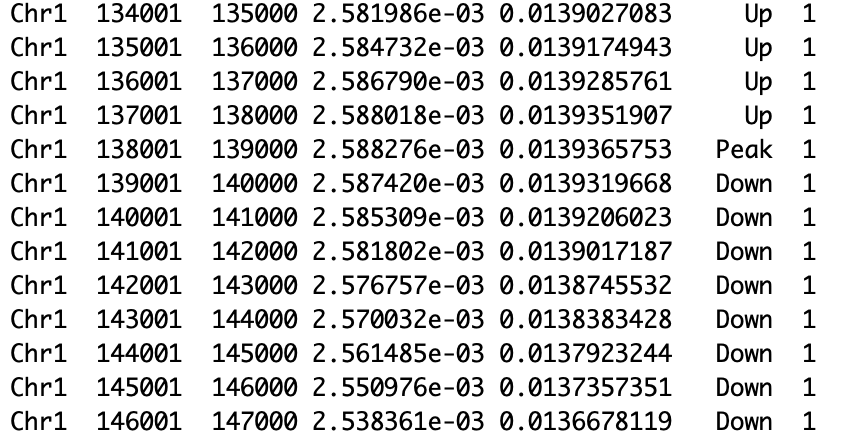 Chr1 134001 135000 2.581986e-03 0.0139027083 Up 1
Chr1 135001 136000 2.584732e-03 0.0139174943 Up 1
Chr1 136001 137000 2.586790e-03 0.0139285761 Up 1
Chr1 137001 138000 2.588018e-03 0.0139351907 Up 1
Chr1 138001 139000 2.588276e-03 0.0139365753 Peak 1
Chr1 139001 140000 2.587420e-03 0.0139319668 Down 1
Chr1 140001 141000 2.585309e-03 0.0139206023 Down 1
Chr1 141001 142000 2.581802e-03 0.0139017187 Down 1
Chr1 142001 143000 2.576757e-03 0.0138745532 Down 1
Chr1 143001 144000 2.570032e-03 0.0138383428 Down 1
Chr1 144001 145000 2.561485e-03 0.0137923244 Down 1
Chr1 145001 146000 2.550976e-03 0.0137357351 Down 1
Chr1 146001 147000 2.538361e-03 0.0136678119 Down 1